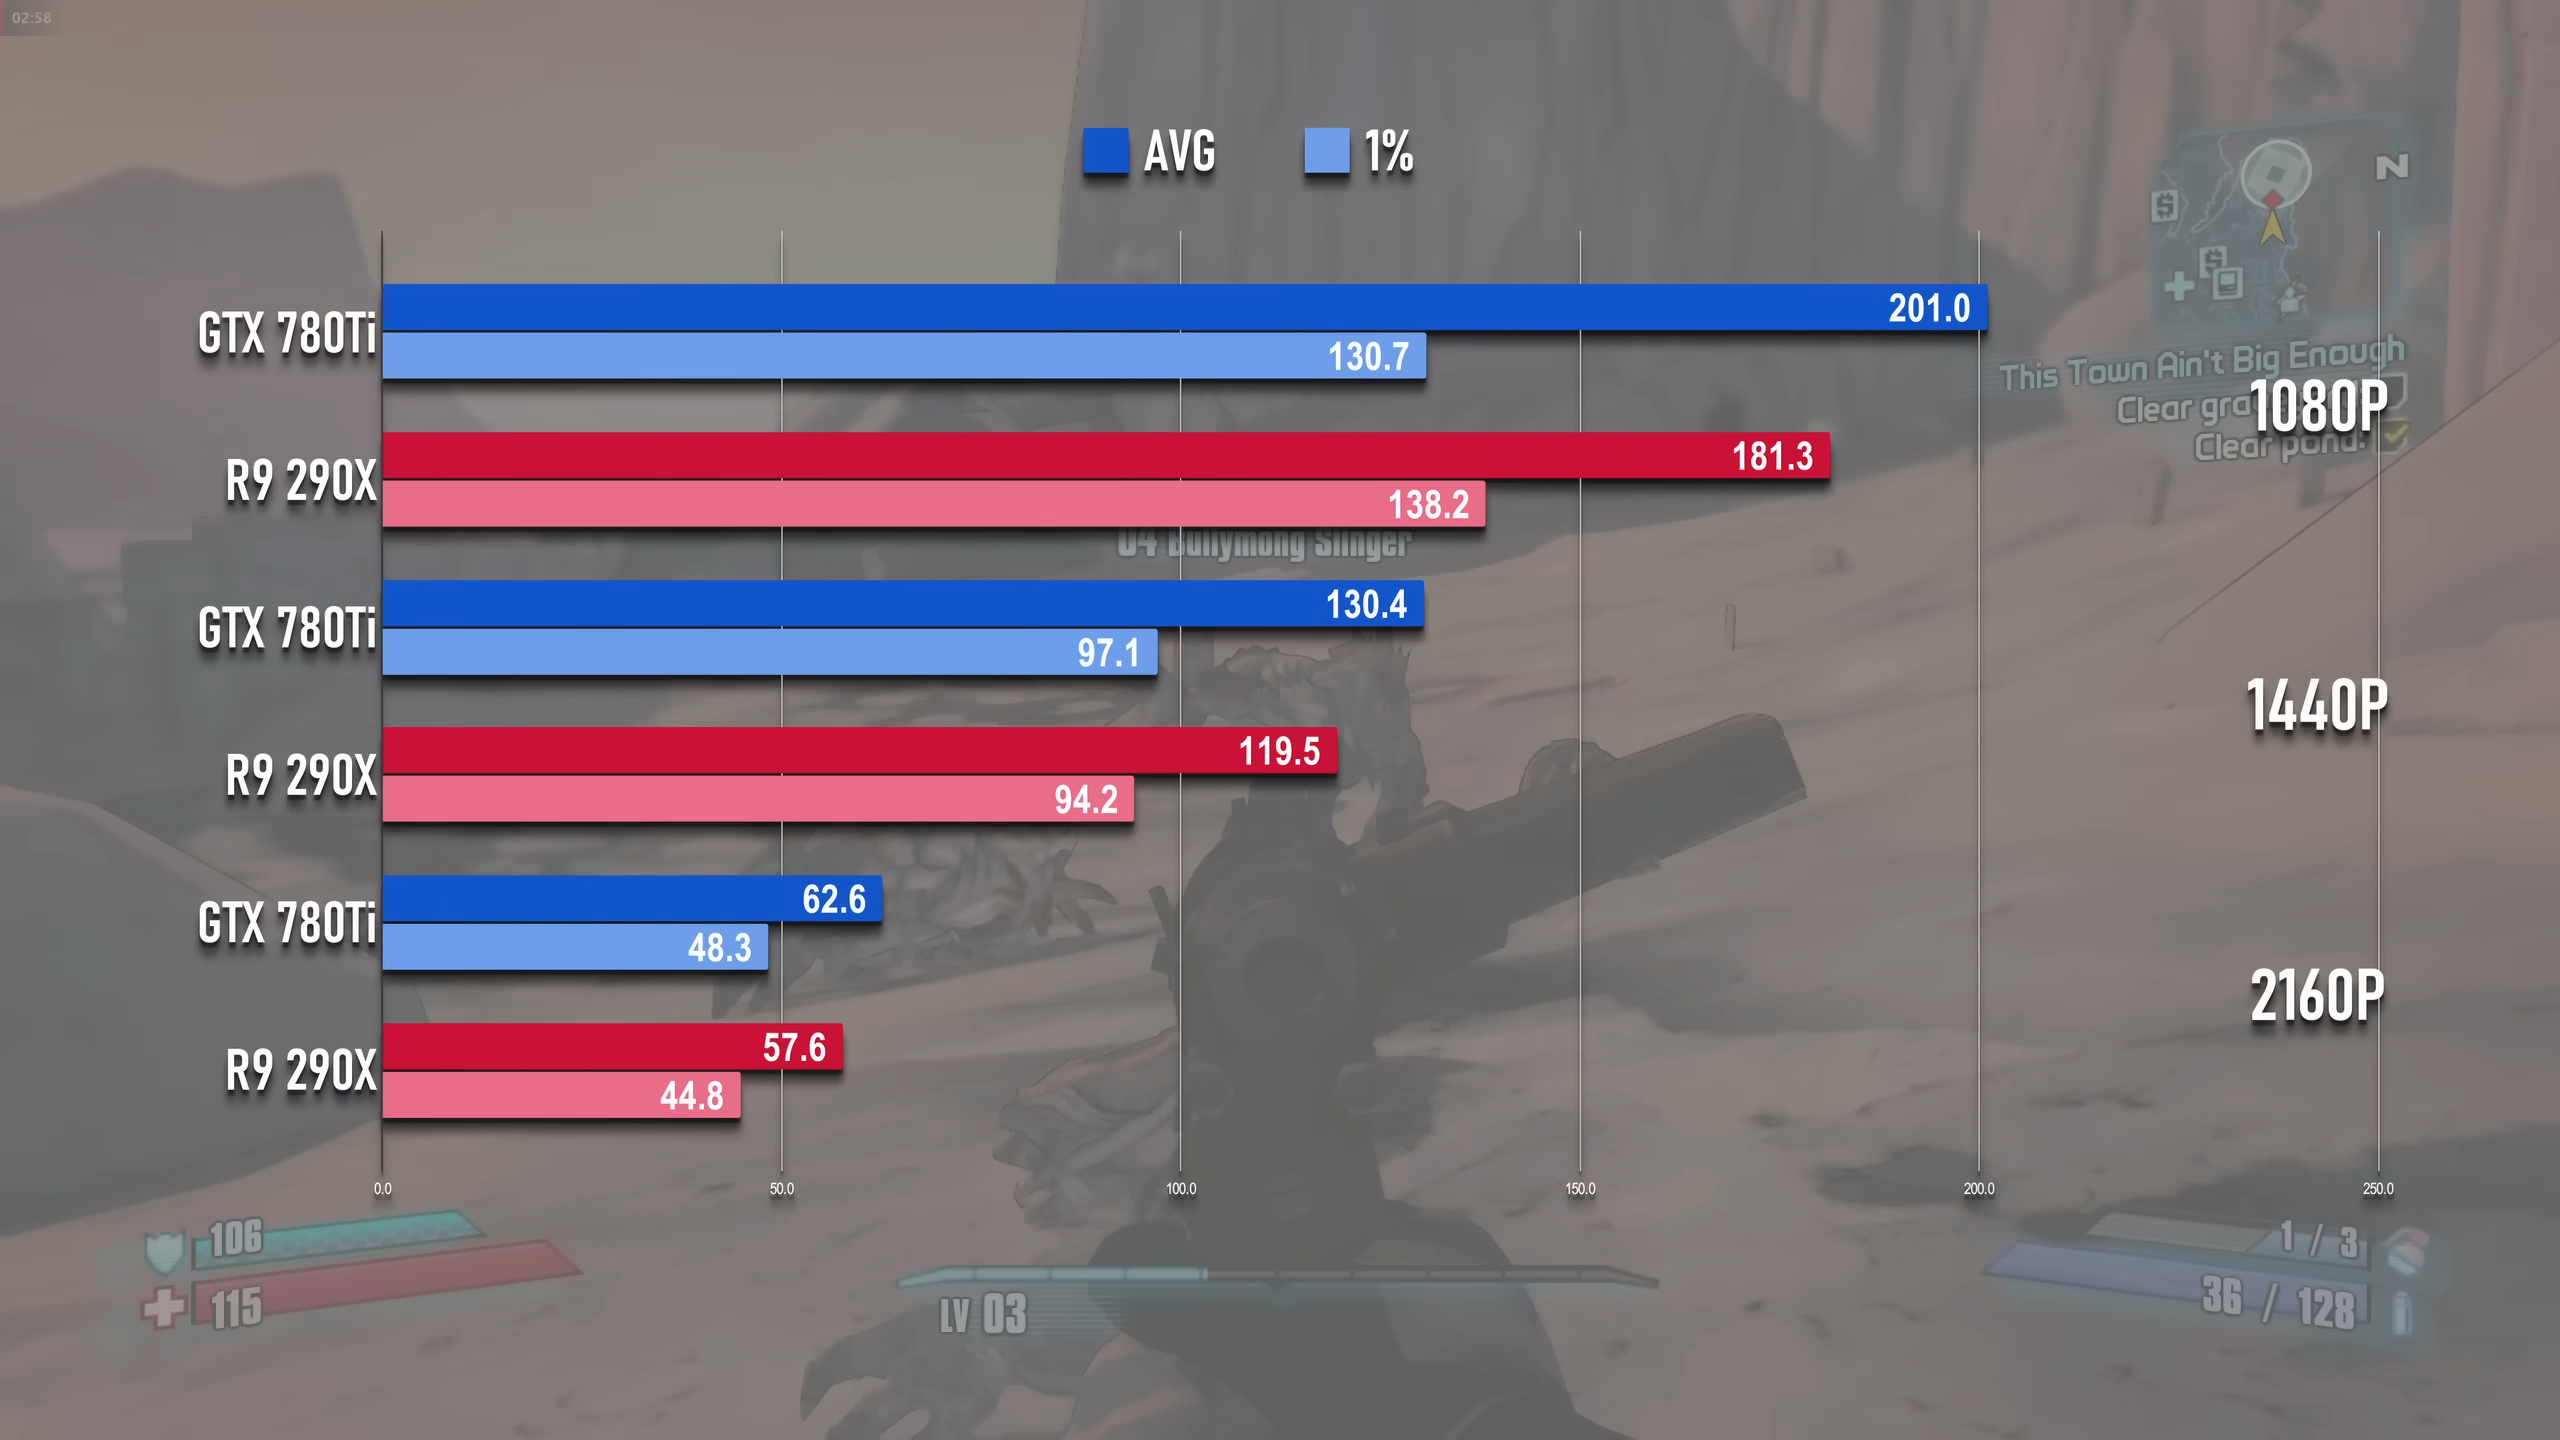 02:58
AVG 1%
N
GTX 780Ti 201.0
130.7
This Town Ain't Big Enough
1080P
Clear pond:
R9 290X 181.3
138.2
04 Bullymong Slinger
GTX 780Ti 130.4
97.1
1440P
R9 290X 119.5
94.2
GTX 780Ti 62.6
48.3
2160P
R9 290X 57.6
44.8
0.0 50.0 100.0 150.0 200.0 250.0
106
115
LV 03
1 / 3
36 / 128